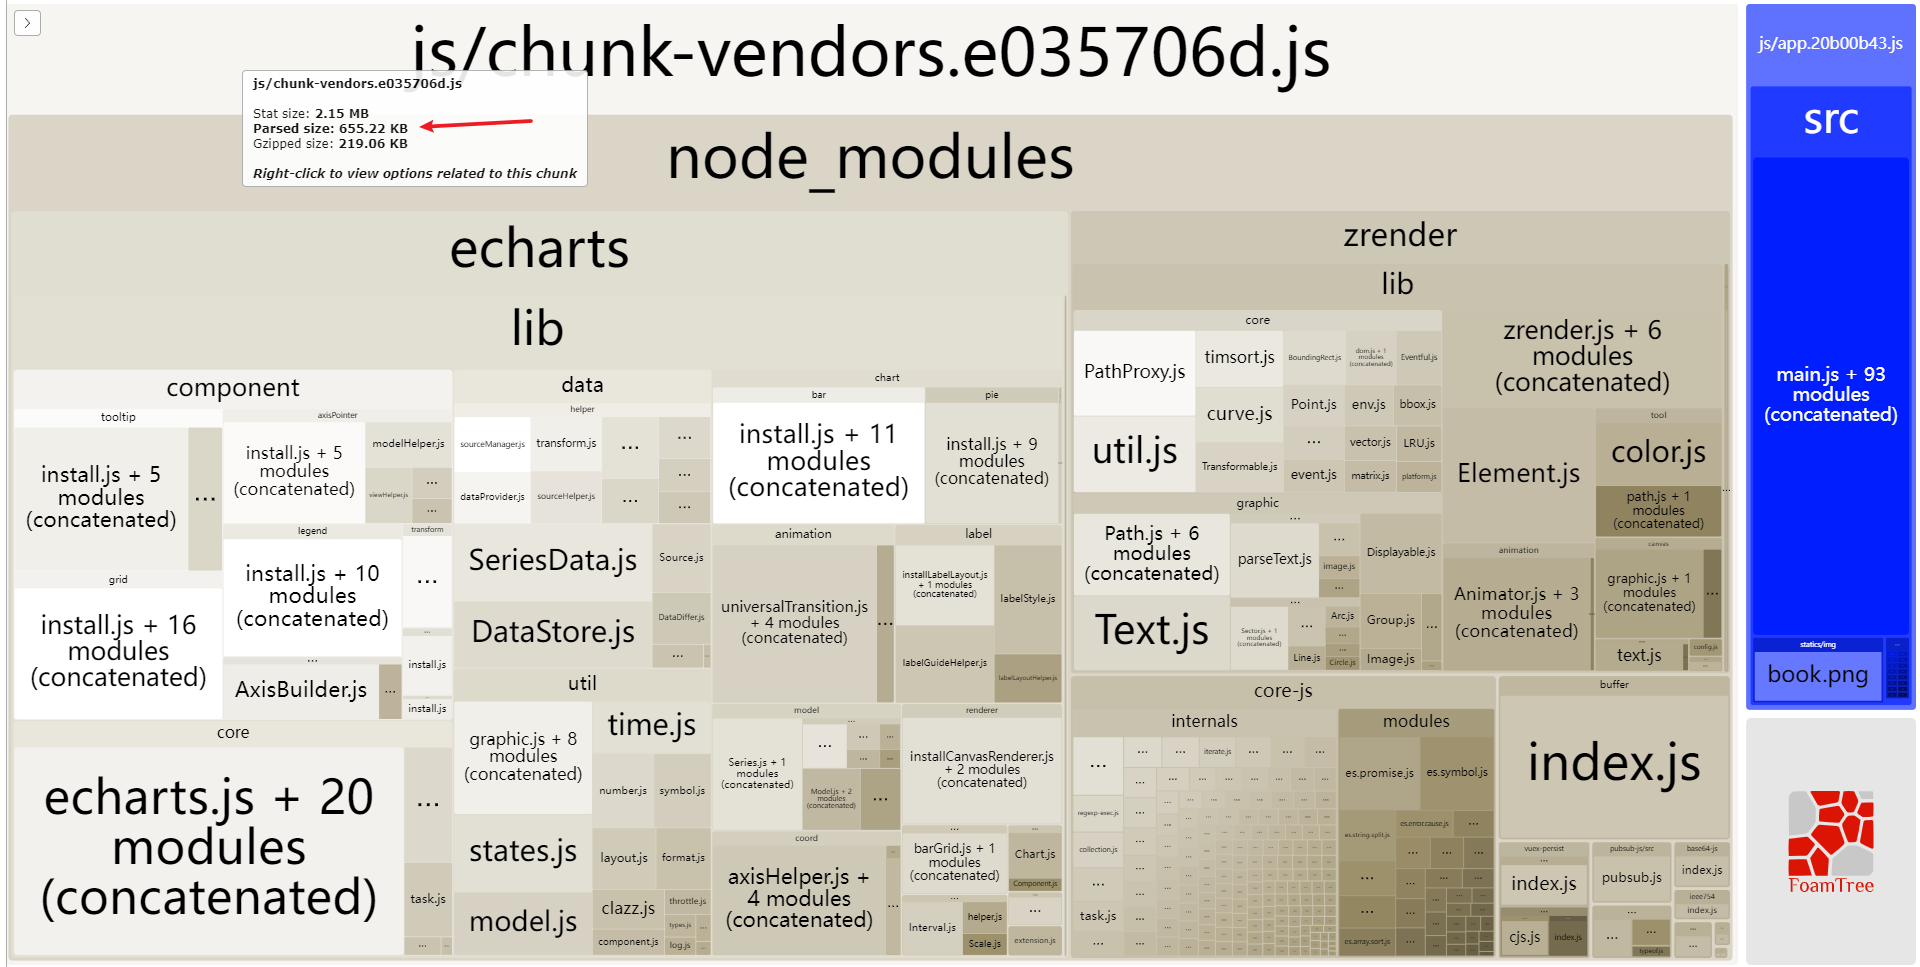 js/chunk-vendors.e035706d.js
js/chunk-vendors.e035706d.js
Stat size: 2.15 MB
Parsed size: 655.22 KB
Gzipped size: 219.06 KB
Right-click to view options related to this chunk
node_modules
echarts
lib
component
tooltip
install.js + 5
modules
(concatenated)
...
axisPointer
install.js + 5
modules
(concatenated)
modelHelper.js
viewHelper.js
...
...
legend
install.js + 10
modules
(concatenated)
transform
...
...
install.js
...
install.js
grid
install.js + 16
modules
(concatenated)
...
AxisBuilder.js
...
core
echarts.js + 20
modules
(concatenated)
...
task.js
...
...
data
helper
sourceManager.js
transform.js
...
...
dataProvider.js
sourceHelper.js
...
...
...
SeriesData.js
Source.js
DataStore.js
DataDiffer.js
...
util
graphic.js + 8
modules
(concatenated)
time.js
number.js
symbol.js
states.js
layout.js
format.js
model.js
clazz.js
throttle.js
types.js
...
component.js
log.js
...
chart
bar
install.js + 11
modules
(concatenated)
pie
install.js + 9
modules
(concatenated)
animation
universalTransition.js
+ 4 modules
(concatenated)
...
label
installLabelLayout.js
+ 1 modules
(concatenated)
labelStyle.js
labelGuideHelper.js
labelLayoutHelper.js
model
Series.js + 1
modules
(concatenated)
...
...
...
...
...
...
Model.js + 2
modules
(concatenated)
...
renderer
installCanvasRenderer.js
+ 2 modules
(concatenated)
coord
axisHelper.js +
4 modules
(concatenated)
...
...
...
barGrid.js + 1
modules
(concatenated)
...
Chart.js
Component.js
Interval.js
helper.js
Scale.js
...
...
extension.js
zrender
lib
core
PathProxy.js
timsort.js
BoundingRect.js
dom.js + 1
modules
(concatenated)
Eventful.js
util.js
curve.js
Point.js
env.js
bbox.js
...
vector.js
LRU.js
Transformable.js
event.js
matrix.js
platform.js
graphic
Path.js + 6
modules
(concatenated)
...
parseText.js
...
image.js
...
Displayable.js
Text.js
...
Sector.js + 1
modules
(concatenated)
...
Line.js
Arc.js
...
Circle.js
Group.js
...
Image.js
...
zrender.js + 6
modules
(concatenated)
Element.js
tool
color.js
path.js + 1
modules
(concatenated)
...
animation
Animator.js + 3
modules
(concatenated)
canvas
graphic.js + 1
modules
(concatenated)
...
text.js
...
config.js
...
core-js
internals
...
...
...
...
iterate.js
...
...
...
regexp-exec.js
...
collection.js
...
...
task.js
...
...
modules
es.promise.js
es.symbol.js
es.string.split.js
es.error.cause.js
...
...
...
...
...
...
...
es.array.sort.js
...
buffer
index.js
vuex-persist
...
index.js
...
cjs.js
index.js
pubsub-js/src
pubsub.js
...
...
...
typeof.js
base64-js
index.js
ieee754
index.js
...
...
...
js/app.20b00b43.js
src
main.js + 93
modules
(concatenated)
statics/img
book.png
...
FoamTree